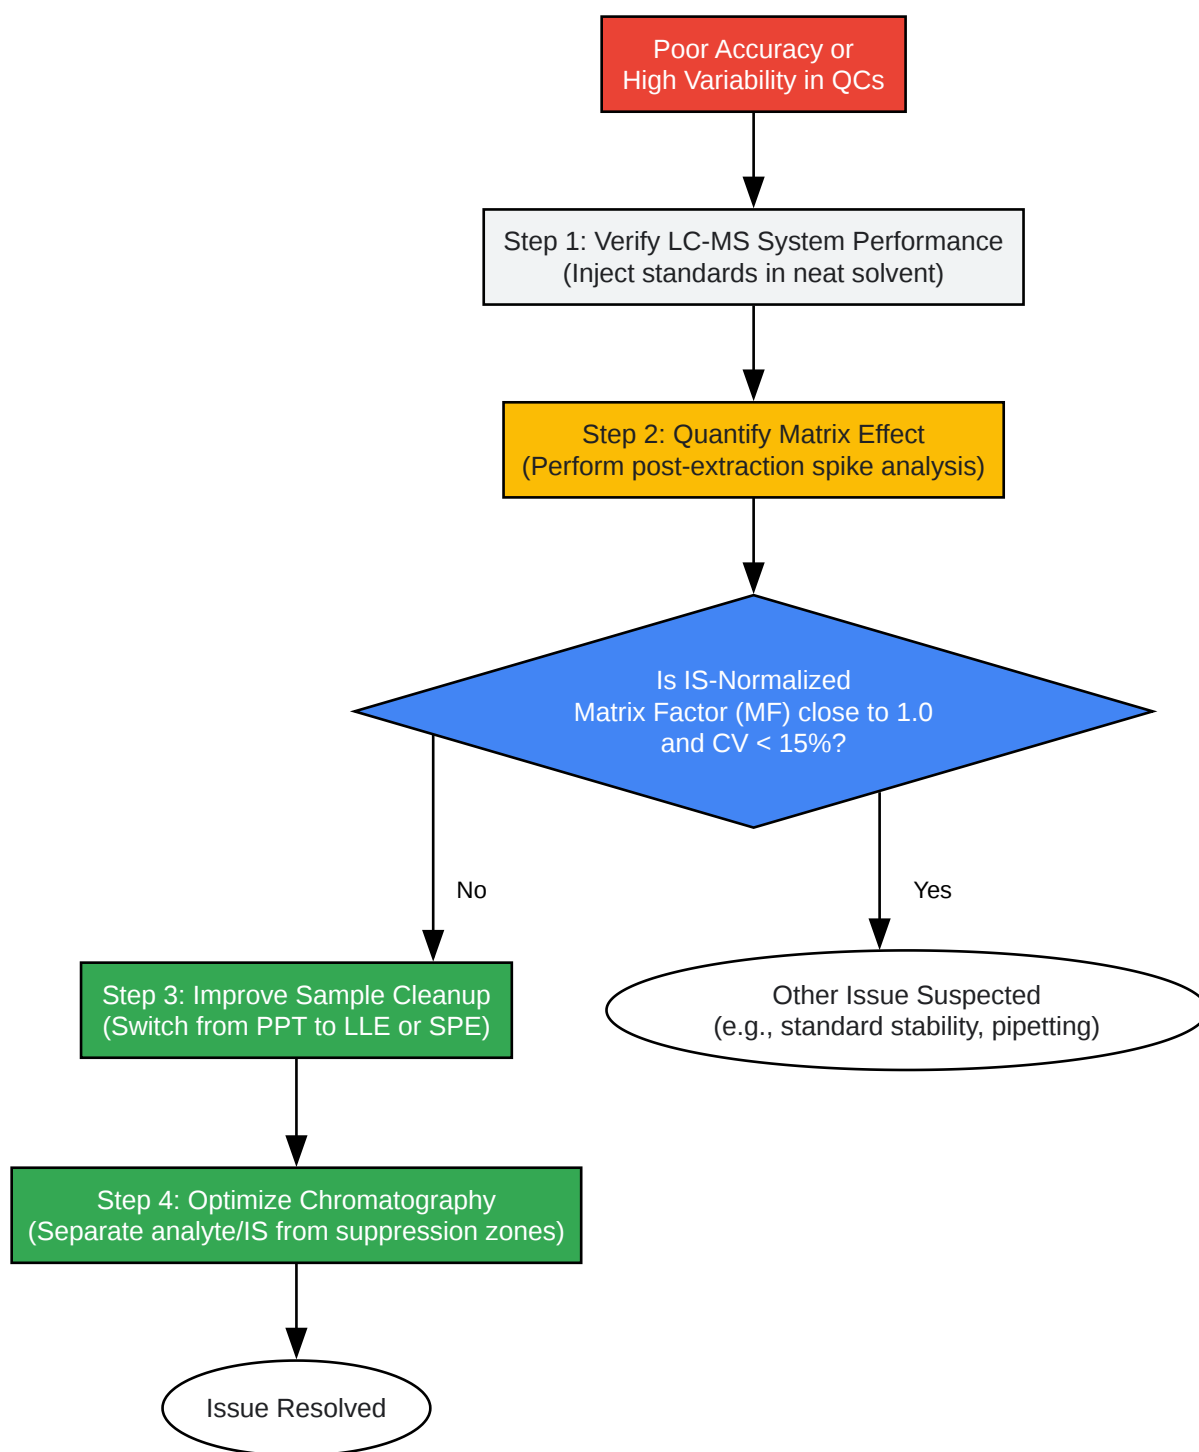 Poor Accuracy or
High Variability in QCs
Step 1: Verify LC-MS System Performance
(Inject standards in neat solvent)
Step 2: Quantify Matrix Effect
(Perform post-extraction spike analysis)
Is IS-Normalized
Matrix Factor (MF) close to 1.0
and CV < 15%?
No
Yes
Step 3: Improve Sample Cleanup
(Switch from PPT to LLE or SPE)
Other Issue Suspected
(e.g., standard stability, pipetting)
Step 4: Optimize Chromatography
(Separate analyte/IS from suppression zones)
Issue Resolved